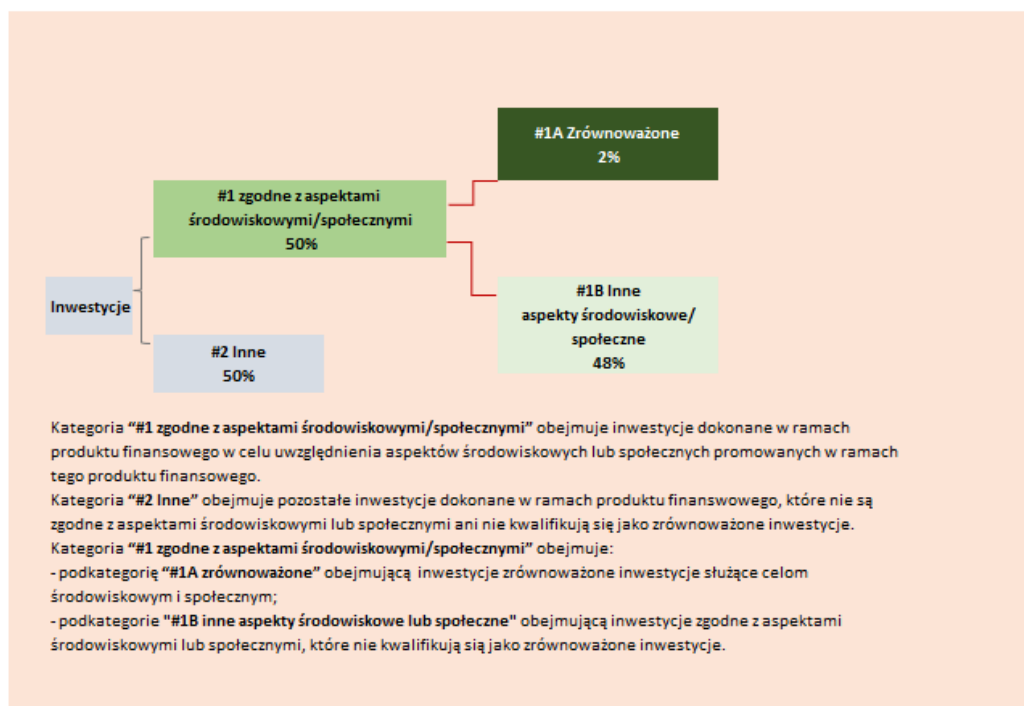 #1A Zrównoważone
2%
#1 zgodne z aspektami
środowiskowymi/społecznymi
50%
Inwestycje
#1B Inne
aspekty środowiskowe/
społeczne
48%
#2 Inne
50%
Kategoria “#1 zgodne z aspektami środowiskowymi/społecznymi” obejmuje inwestycje dokonane w ramach
produktu finansowego w celu uwzględnienia aspektów środowiskowych lub społecznych promowanych w ramach
tego produktu finansowego.
Kategoria “#2 Inne” obejmuje pozostałe inwestycje dokonane w ramach produktu finanswowego, które nie są
zgodne z aspektami środowiskowymi lub społecznymi ani nie kwalifikują się jako zrównoważone inwestycje.
Kategoria “#1 zgodne z aspektami środowiskowymi/społecznymi” obejmuje:
- podkategorię “#1A zrównoważone” obejmującą inwestycje zrównoważone inwestycje służące celom
środowiskowym i społecznym;
- podkategorie "#1B inne aspekty środowiskowe lub społeczne" obejmującą inwestycje zgodne z aspektami
środowiskowymi lub społecznymi, które nie kwalifikują sią jako zrównoważone inwestycje.